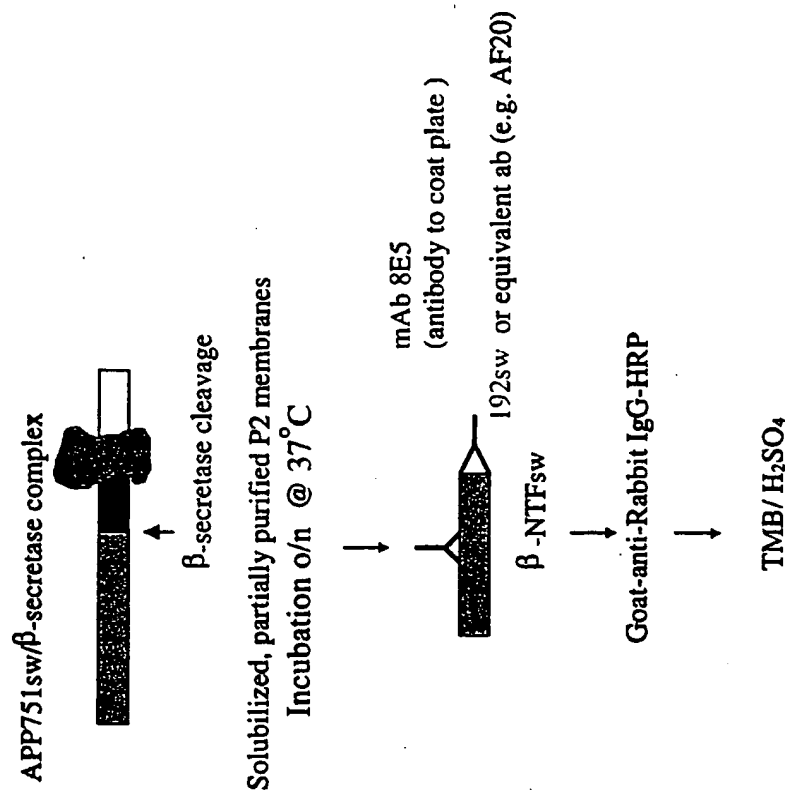 APP751sw/β-secretase complex
β-secretase cleavage
Solubilized, partially purified P2 membranes
Incubation o/n @ 37°C
mAb 8E5
(antibody to coat plate )
192sw or equivalent ab (e.g. AF20)
β -NTFsw
Goat-anti-Rabbit IgG-HRP
TMB/ H₂SO₄